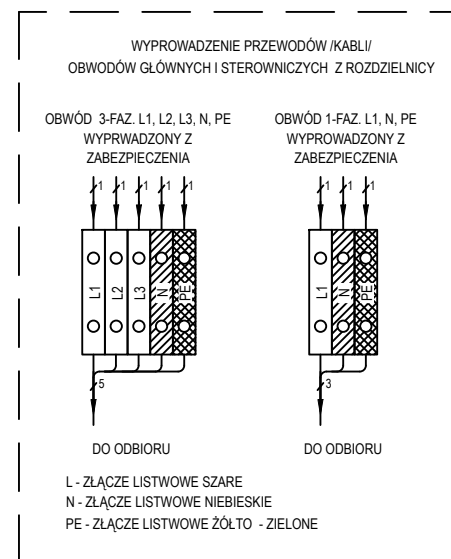 WYPROWADZENIE PRZEWODÓW /KABLI/
OBWODÓW GŁÓWNYCH I STEROWNICZYCH Z ROZDZIELNICY
OBWÓD 3-FAZ. L1, L2, L3, N, PE
WYPRWADZONY Z
ZABEZPIECZENIA
1 1 1 1 1
L1 L2 L3 N PE
5
DO ODBIORU
OBWÓD 1-FAZ. L1, N, PE
WYPROWADZONY Z
ZABEZPIECZENIA
1 1 1
L1 N PE
3
DO ODBIORU
L - ZŁĄCZE LISTWOWE SZARE
N - ZŁĄCZE LISTWOWE NIEBIESKIE
PE - ZŁĄCZE LISTWOWE ŻÓŁTO - ZIELONE